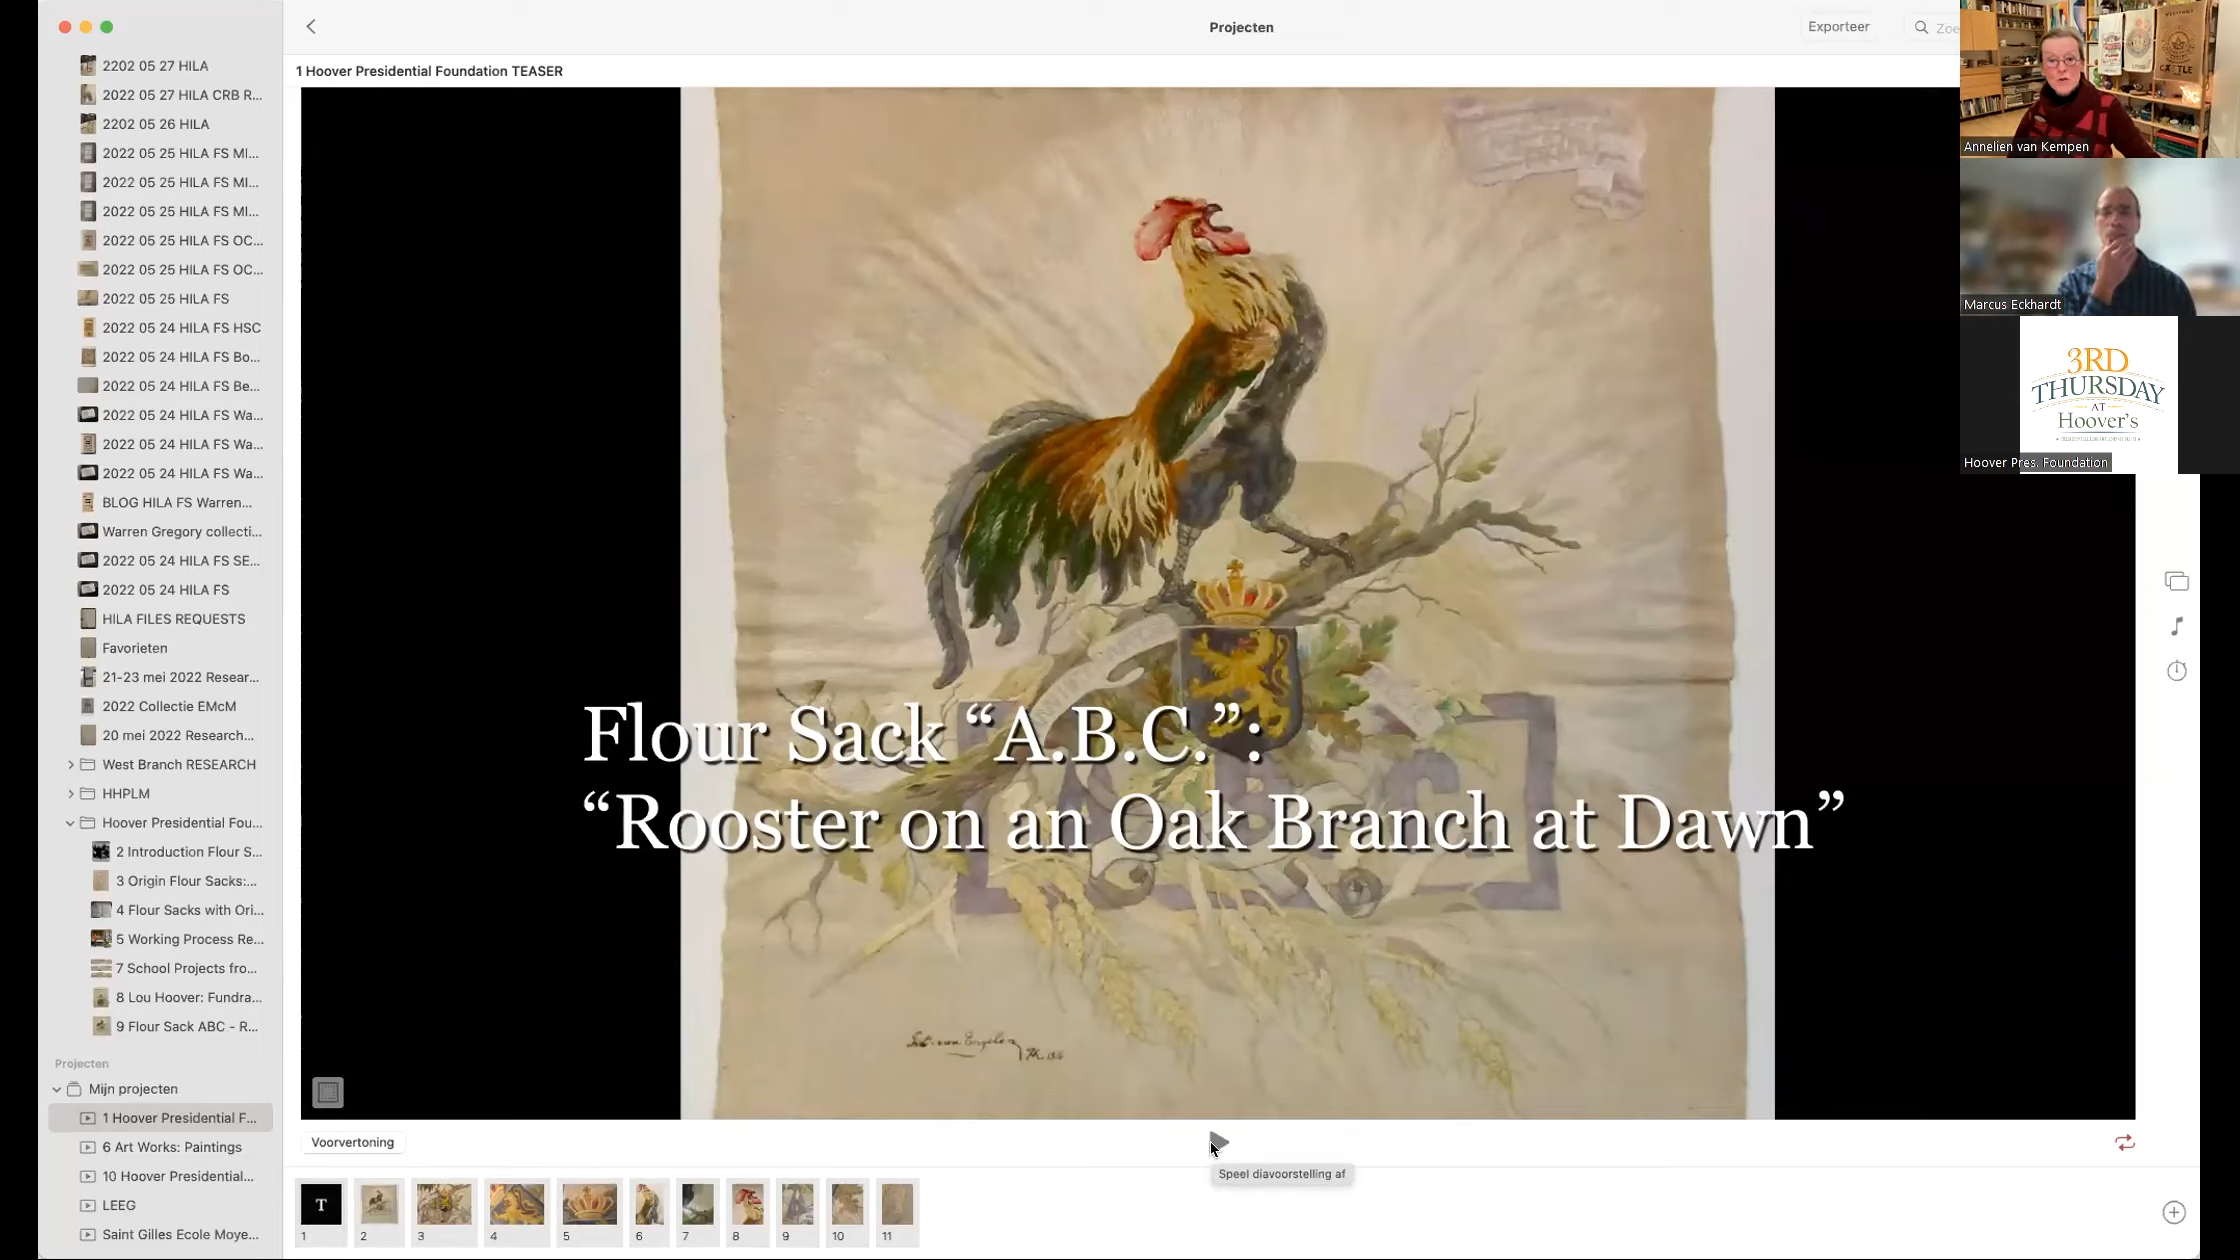 Projecten
Exporteer
Zoe
1 Hoover Presidential Foundation TEASER
2202 05 27 HILA
2022 05 27 HILA CRB R...
2202 05 26 HILA
2022 05 25 HILA FS MI...
2022 05 25 HILA FS MI...
2022 05 25 HILA FS MI...
2022 05 25 HILA FS OC...
2022 05 25 HILA FS OC...
2022 05 25 HILA FS
2022 05 24 HILA FS HSC
2022 05 24 HILA FS Bo...
2022 05 24 HILA FS Be...
2022 05 24 HILA FS Wa...
2022 05 24 HILA FS Wa...
2022 05 24 HILA FS Wa...
BLOG HILA FS Warren...
Warren Gregory collecti...
2022 05 24 HILA FS SE...
2022 05 24 HILA FS
HILA FILES REQUESTS
Favorieten
21-23 mei 2022 Resear...
2022 Collectie EMcM
20 mei 2022 Research...
West Branch RESEARCH
HHPLM
Hoover Presidential Fou...
2 Introduction Flour S...
3 Origin Flour Sacks:...
4 Flour Sacks with Ori...
5 Working Process Re...
7 School Projects fro...
8 Lou Hoover: Fundra...
9 Flour Sack ABC - R...
Projecten
Mijn projecten
1 Hoover Presidential F...
6 Art Works: Paintings
10 Hoover Presidential...
LEEG
Saint Gilles Ecole Moye...
Flour Sack “A.B.C.”:
“Rooster on an Oak Branch at Dawn”
Voorvertoning
Speel diavoorstelling af
T
1
2
3
4
5
6
7
8
9
10
11
CASTLE
Annelien van Kempen
Marcus Eckhardt
3RD
THURSDAY
AT
Hoover's
Hoover Pres. Foundation